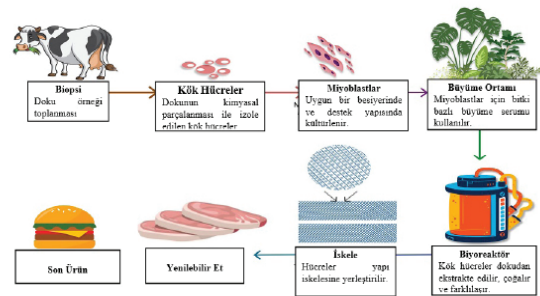 Biopsi
Doku örneği
toplanması
Kök Hücreler
Dokunun kimyasal
parçalanması ile izole
edilen kök hücreler
Miyoblastlar
Uygun bir besiyerinde
ve destek yapısında
kültürlenir.
Büyüme Ortamı
Miyoblastlar için bitki
bazlı büyüme serumu
kullanılır.
Son Ürün
Yenilebilir Et
İskele
Hücreler yapı
iskelesine yerleştirilir.
Biyoreaktör
Kök hücreler dokudan
ekstrakte edilir, çoğalır
ve farklılaşır.